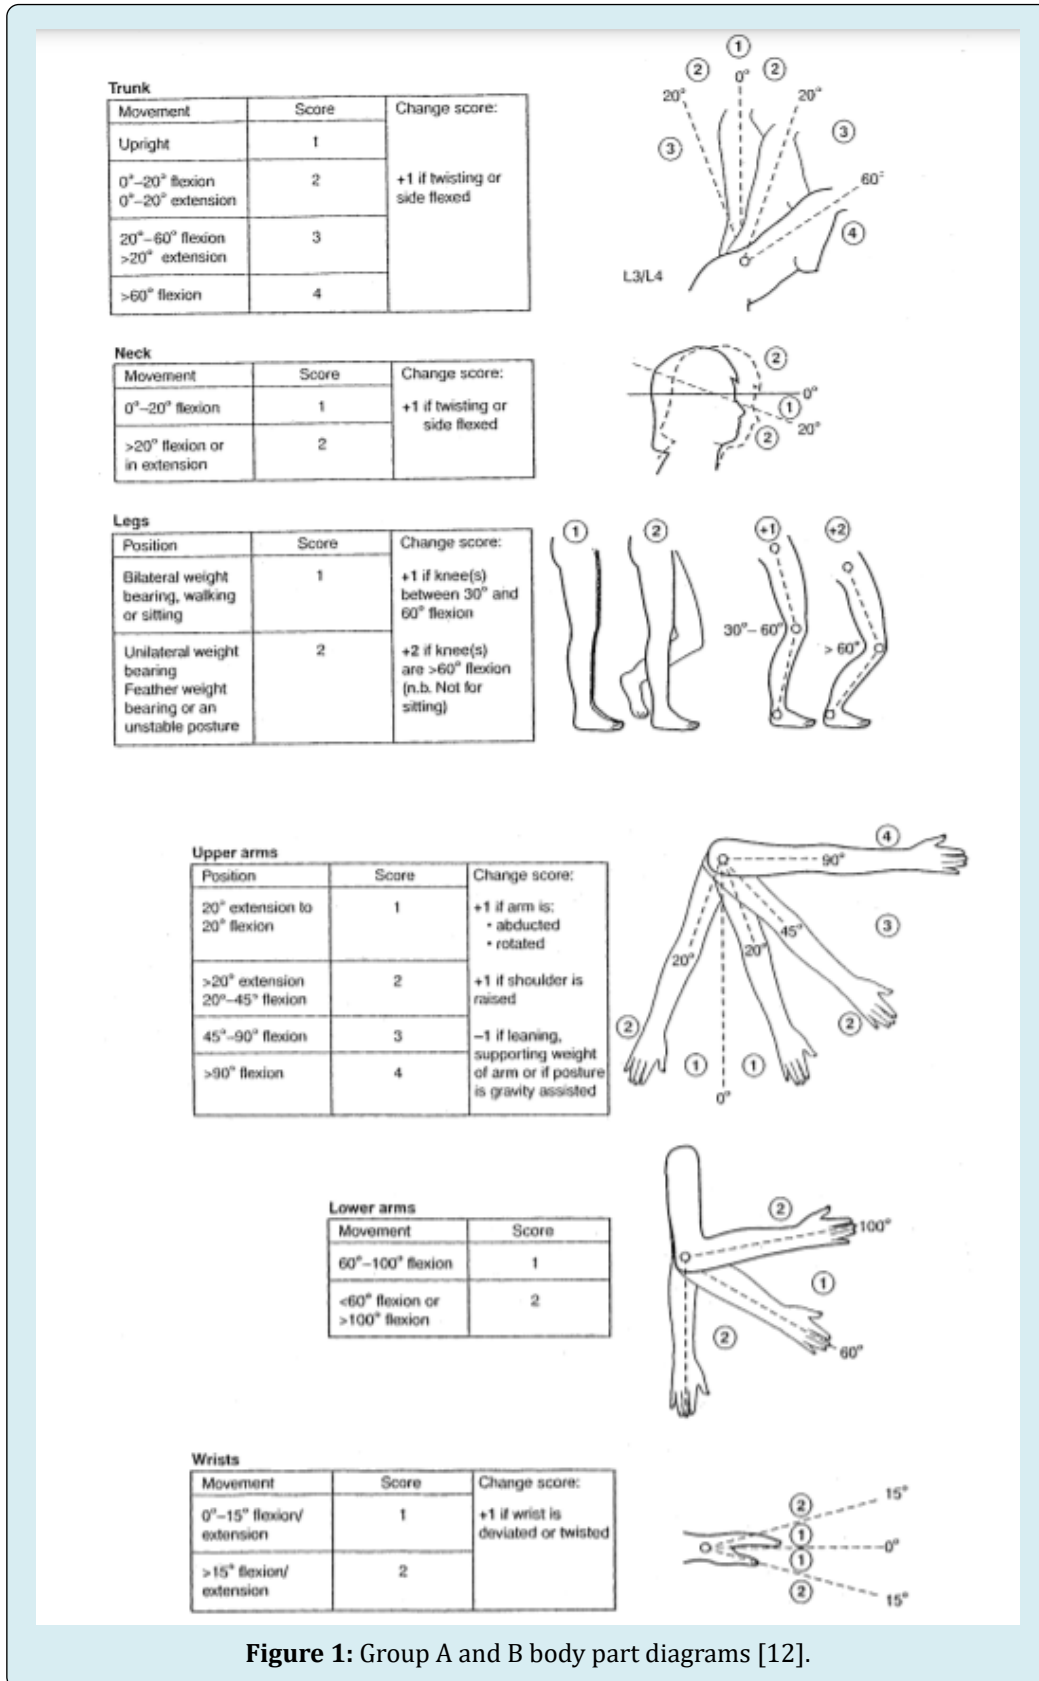 Trunk
Movement Score Change score:
Upright 1
0°–20° flexion 2 +1 if twisting or
0°–20° extension side flexed
20°–60° flexion 3
>20° extension
>60° flexion 4
1
2 0° 2
20° 20°
3 3
60°
4
L3/L4
Neck
Movement Score Change score:
0°–20° flexion 1 +1 if twisting or
side flexed
>20° flexion or 2
in extension
2
0°
1
20°
2
Legs
Position Score Change score:
Bilateral weight 1 +1 if knee(s)
bearing, walking between 30° and
or sitting 60° flexion
Unilateral weight 2 +2 if knee(s)
bearing are >60° flexion
Feather weight (n.b. Not for
bearing or an sitting)
unstable posture
1 2 +1 +2
30°–60°
> 60°
Upper arms
Position Score Change score:
20° extension to 1 +1 if arm is:
20° flexion • abducted
• rotated
>20° extension 2 +1 if shoulder is
20°–45° flexion raised
45°–90° flexion 3 –1 if leaning,
supporting weight
>90° flexion 4 of arm or if posture
is gravity assisted
4
90°
3
45°
20° 20°
2 2
1 1
0°
Lower arms
Movement Score
60°–100° flexion 1
<60° flexion or 2
>100° flexion
2
100°
1
2
60°
Wrists
Movement Score Change score:
0°–15° flexion/ 1 +1 if wrist is
extension deviated or twisted
>15° flexion/ 2
extension
15°
2
1
0°
1
2
15°
Figure 1: Group A and B body part diagrams [12].